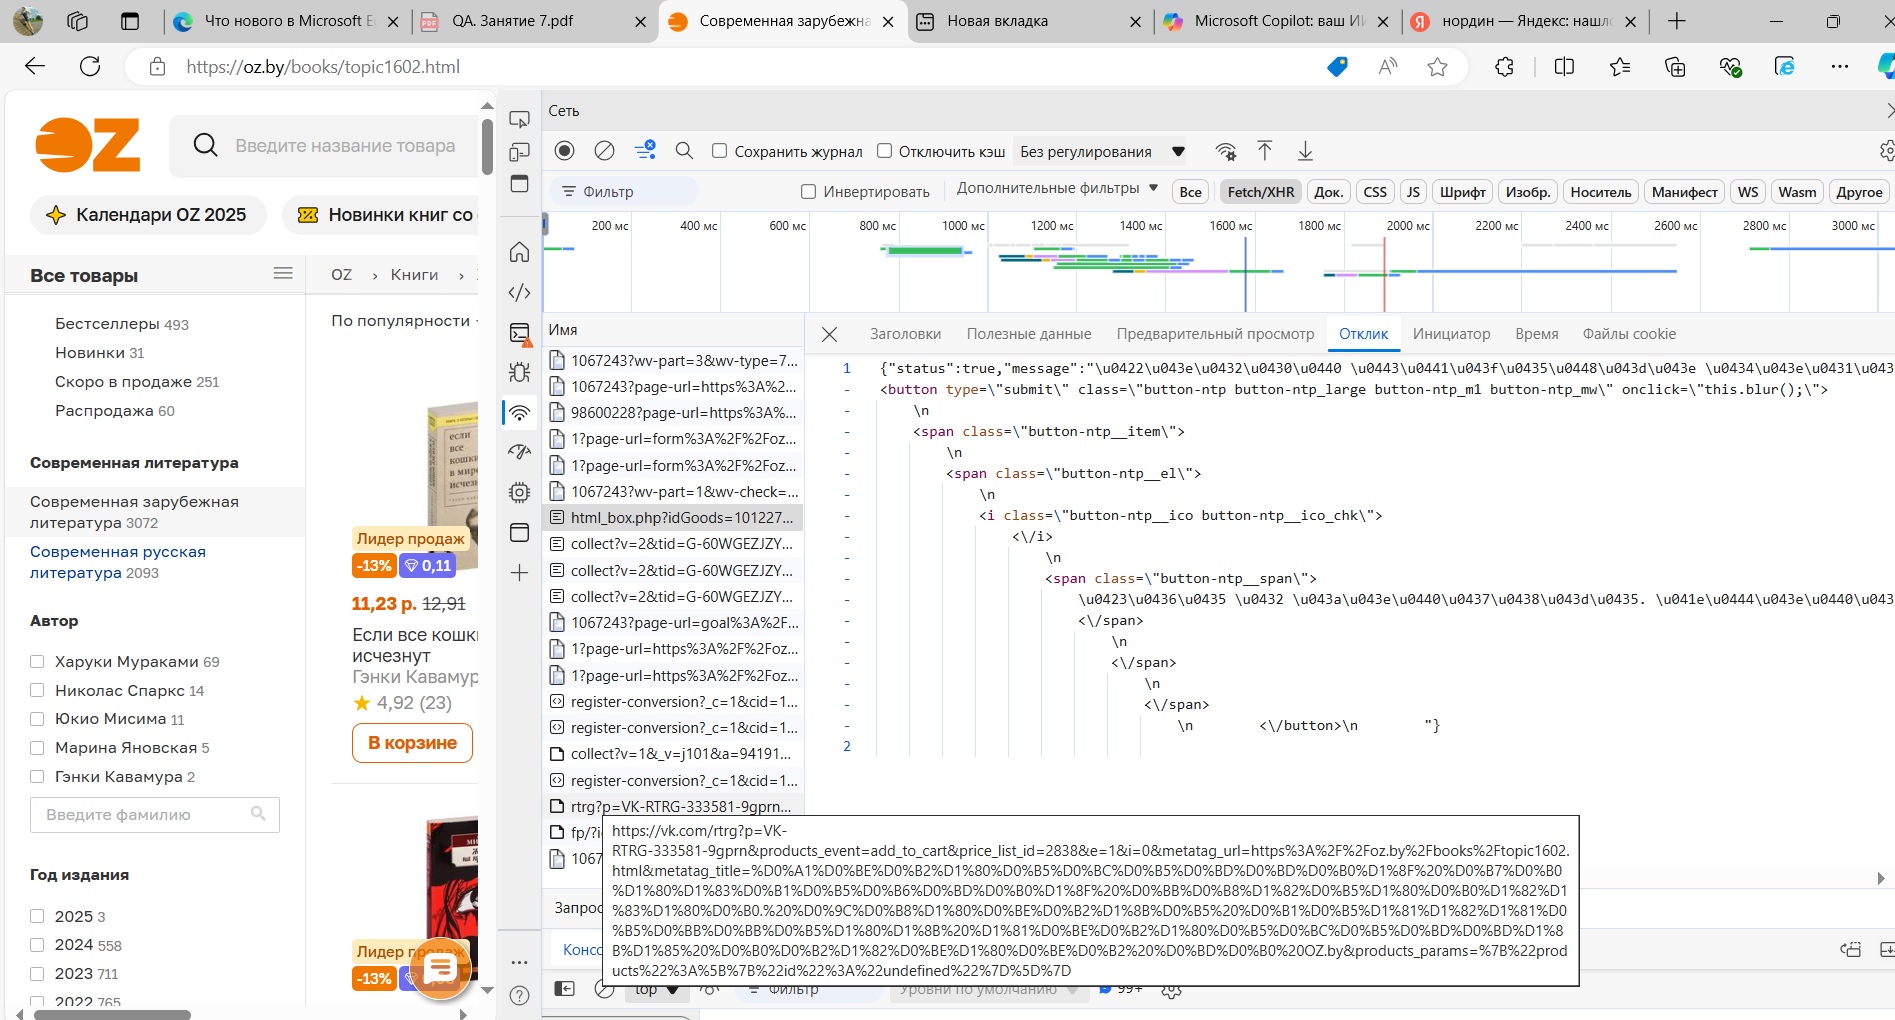 Что нового в Microsoft E
QA. Занятие 7.pdf
Современная зарубежна
Новая вкладка
Microsoft Copilot: ваш ИИ
нордин — Яндекс: нашло
https://oz.by/books/topic1602.html
OZ
Введите название товара
Календари OZ 2025
Новинки книг со
Все товары
OZ › Книги ›
Бестселлеры 493
Новинки 31
Скоро в продаже 251
Распродажа 60
По популярности
Современная литература
Современная зарубежная
литература 3072
Современная русская
литература 2093
Автор
Харуки Мураками 69
Николас Спаркс 14
Юкио Мисима 11
Марина Яновская 5
Гэнки Кавамура 2
Введите фамилию
Год издания
2025 3
2024 558
2023 711
2022 765
если
все
кошки
в мире
исчезнут
Лидер продаж
-13% 0,11
11,23 р. 12,91
Если все кошки
исчезнут
Гэнки Кавамур
4,92 (23)
В корзине
Лидер прод
-13%
Сеть
Сохранить журнал
Отключить кэш
Без регулирования
Фильтр
Инвертировать
Дополнительные фильтры
Все
Fetch/XHR
Док.
CSS
JS
Шрифт
Изобр.
Носитель
Манифест
WS
Wasm
Другое
200 мс
400 мс
600 мс
800 мс
1000 мс
1200 мс
1400 мс
1600 мс
1800 мс
2000 мс
2200 мс
2400 мс
2600 мс
2800 мс
3000 мс
Имя
1067243?wv-part=3&wv-type=7...
1067243?page-url=https%3A%2...
98600228?page-url=https%3A%...
1?page-url=form%3A%2F%2Foz...
1?page-url=form%3A%2F%2Foz...
1067243?wv-part=1&wv-check=...
html_box.php?idGoods=101227...
collect?v=2&tid=G-60WGEZJZY...
collect?v=2&tid=G-60WGEZJZY...
collect?v=2&tid=G-60WGEZJZY...
1067243?page-url=goal%3A%2F...
1?page-url=https%3A%2F%2Foz...
1?page-url=https%3A%2F%2Foz...
register-conversion?_c=1&cid=1...
register-conversion?_c=1&cid=1...
collect?v=1&_v=j101&a=94191...
register-conversion?_c=1&cid=1...
rtrg?p=VK-RTRG-333581-9gprn...
fp/?i
1067
Заголовки
Полезные данные
Предварительный просмотр
Отклик
Инициатор
Время
Файлы cookie
1 {"status":true,"message":"\u0422\u043e\u0432\u0430\u0440 \u0443\u0441\u043f\u0435\u0448\u043d\u043e \u0434\u043e\u0431\u043
- <button type=\"submit\" class=\"button-ntp button-ntp_large button-ntp_m1 button-ntp_mw\" onclick=\"this.blur();\">
- \n
- <span class=\"button-ntp__item\">
- \n
- <span class=\"button-ntp__el\">
- \n
- <i class=\"button-ntp__ico button-ntp__ico_chk\">
- <\/i>
- \n
- <span class=\"button-ntp__span\">
- \u0423\u0436\u0435 \u0432 \u043a\u043e\u0440\u0437\u0438\u043d\u0435. \u041e\u0444\u043e\u0440\u043
- <\/span>
- \n
- <\/span>
- \n
- <\/span>
- \n <\/button>\n "}
2
https://vk.com/rtrg?p=VK-
RTRG-333581-9gprn&products_event=add_to_cart&price_list_id=2838&e=1&i=0&metatag_url=https%3A%2F%2Foz.by%2Fbooks%2Ftopic1602.
html&metatag_title=%D0%A1%D0%BE%D0%B2%D1%80%D0%B5%D0%BC%D0%B5%D0%BD%D0%BD%D0%B0%D1%8F%20%D0%B7%D0%B0
%D1%80%D1%83%D0%B1%D0%B5%D0%B6%D0%BD%D0%B0%D1%8F%20%D0%BB%D0%B8%D1%82%D0%B5%D1%80%D0%B0%D1%82%D1
%83%D1%80%D0%B0.%20%D0%9C%D0%B8%D1%80%D0%BE%D0%B2%D1%8B%D0%B5%20%D0%B1%D0%B5%D1%81%D1%82%D1%81%D0
%B5%D0%BB%D0%BB%D0%B5%D1%80%D1%8B%20%D1%81%D0%BE%D0%B2%D1%80%D0%B5%D0%BC%D0%B5%D0%BD%D0%BD%D1%8
B%D1%85%20%D0%B0%D0%B2%D1%82%D0%BE%D1%80%D0%BE%D0%B2%20%D0%BD%D0%B0%20OZ.by&products_params=%7B%22prod
ucts%22%3A%5B%7B%22id%22%3A%22undefined%22%7D%5D%7D
Запрос
Консо
top
Фильтр
Уровни по умолчанию
99+